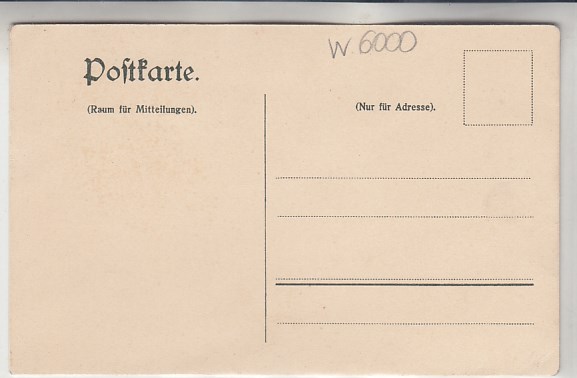 W. 6000
Poſtkarte.
(Raum für Mitteilungen).
(Nur für Adresse).